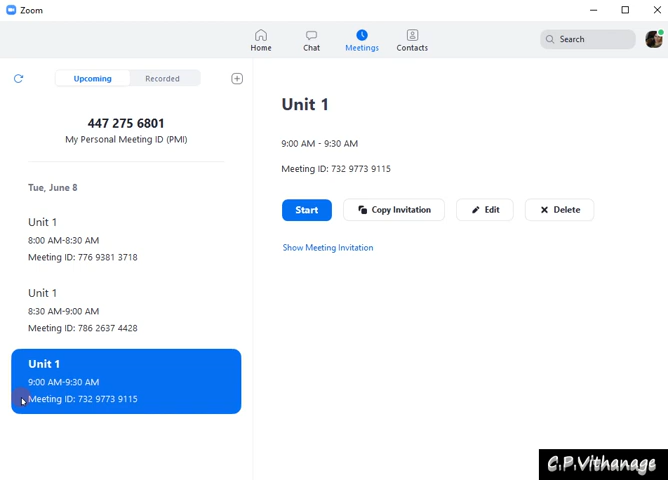 Zoom
Home
Chat
Meetings
Contacts
Search
Upcoming
Recorded
447 275 6801
My Personal Meeting ID (PMI)
Tue, June 8
Unit 1
8:00 AM-8:30 AM
Meeting ID: 776 9381 3718
Unit 1
8:30 AM-9:00 AM
Meeting ID: 786 2637 4428
Unit 1
9:00 AM-9:30 AM
Meeting ID: 732 9773 9115
Unit 1
9:00 AM - 9:30 AM
Meeting ID: 732 9773 9115
Start
Copy Invitation
Edit
Delete
Show Meeting Invitation
C.P.Vithanage